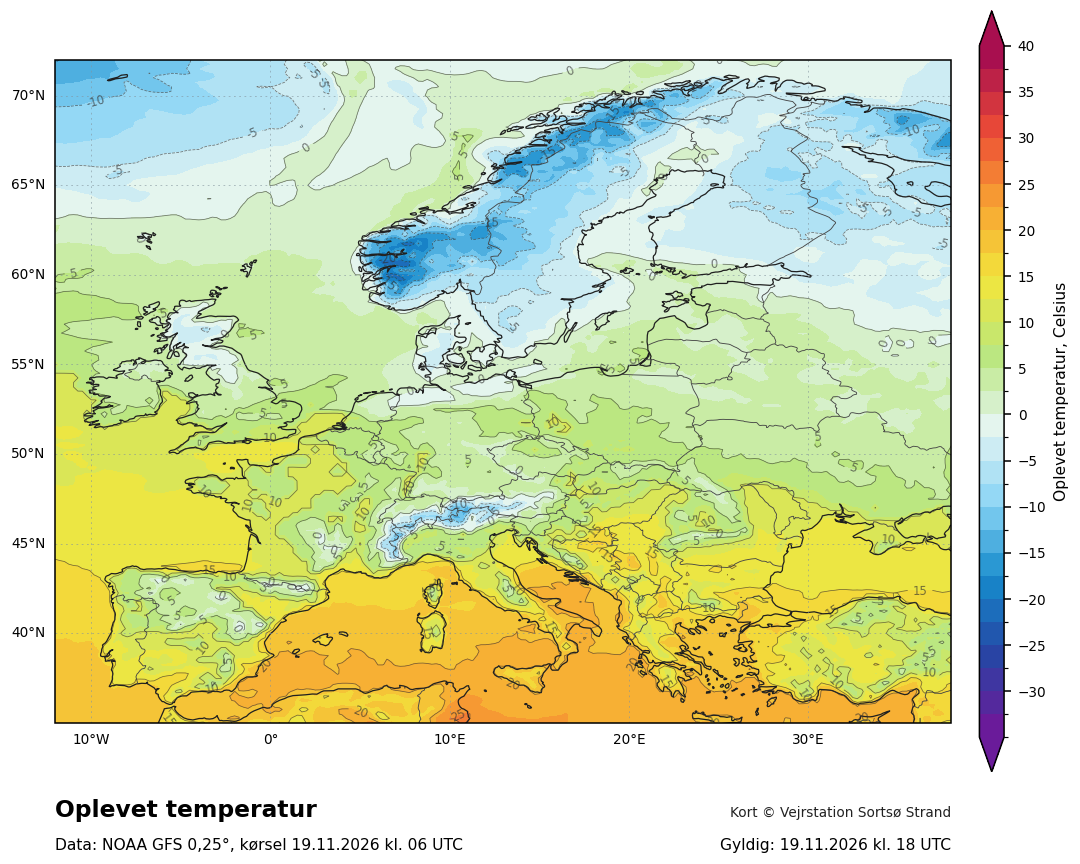 70°N
65°N
60°N
55°N
50°N
45°N
40°N
10°W
0°
10°E
20°E
30°E
40
35
30
25
20
15
10
5
0
−5
−10
−15
−20
−25
−30
Oplevet temperatur, Celsius
Oplevet temperatur
Kort © Vejrstation Sortsø Strand
Data: NOAA GFS 0,25°, kørsel 19.11.2026 kl. 06 UTC
Gyldig: 19.11.2026 kl. 18 UTC